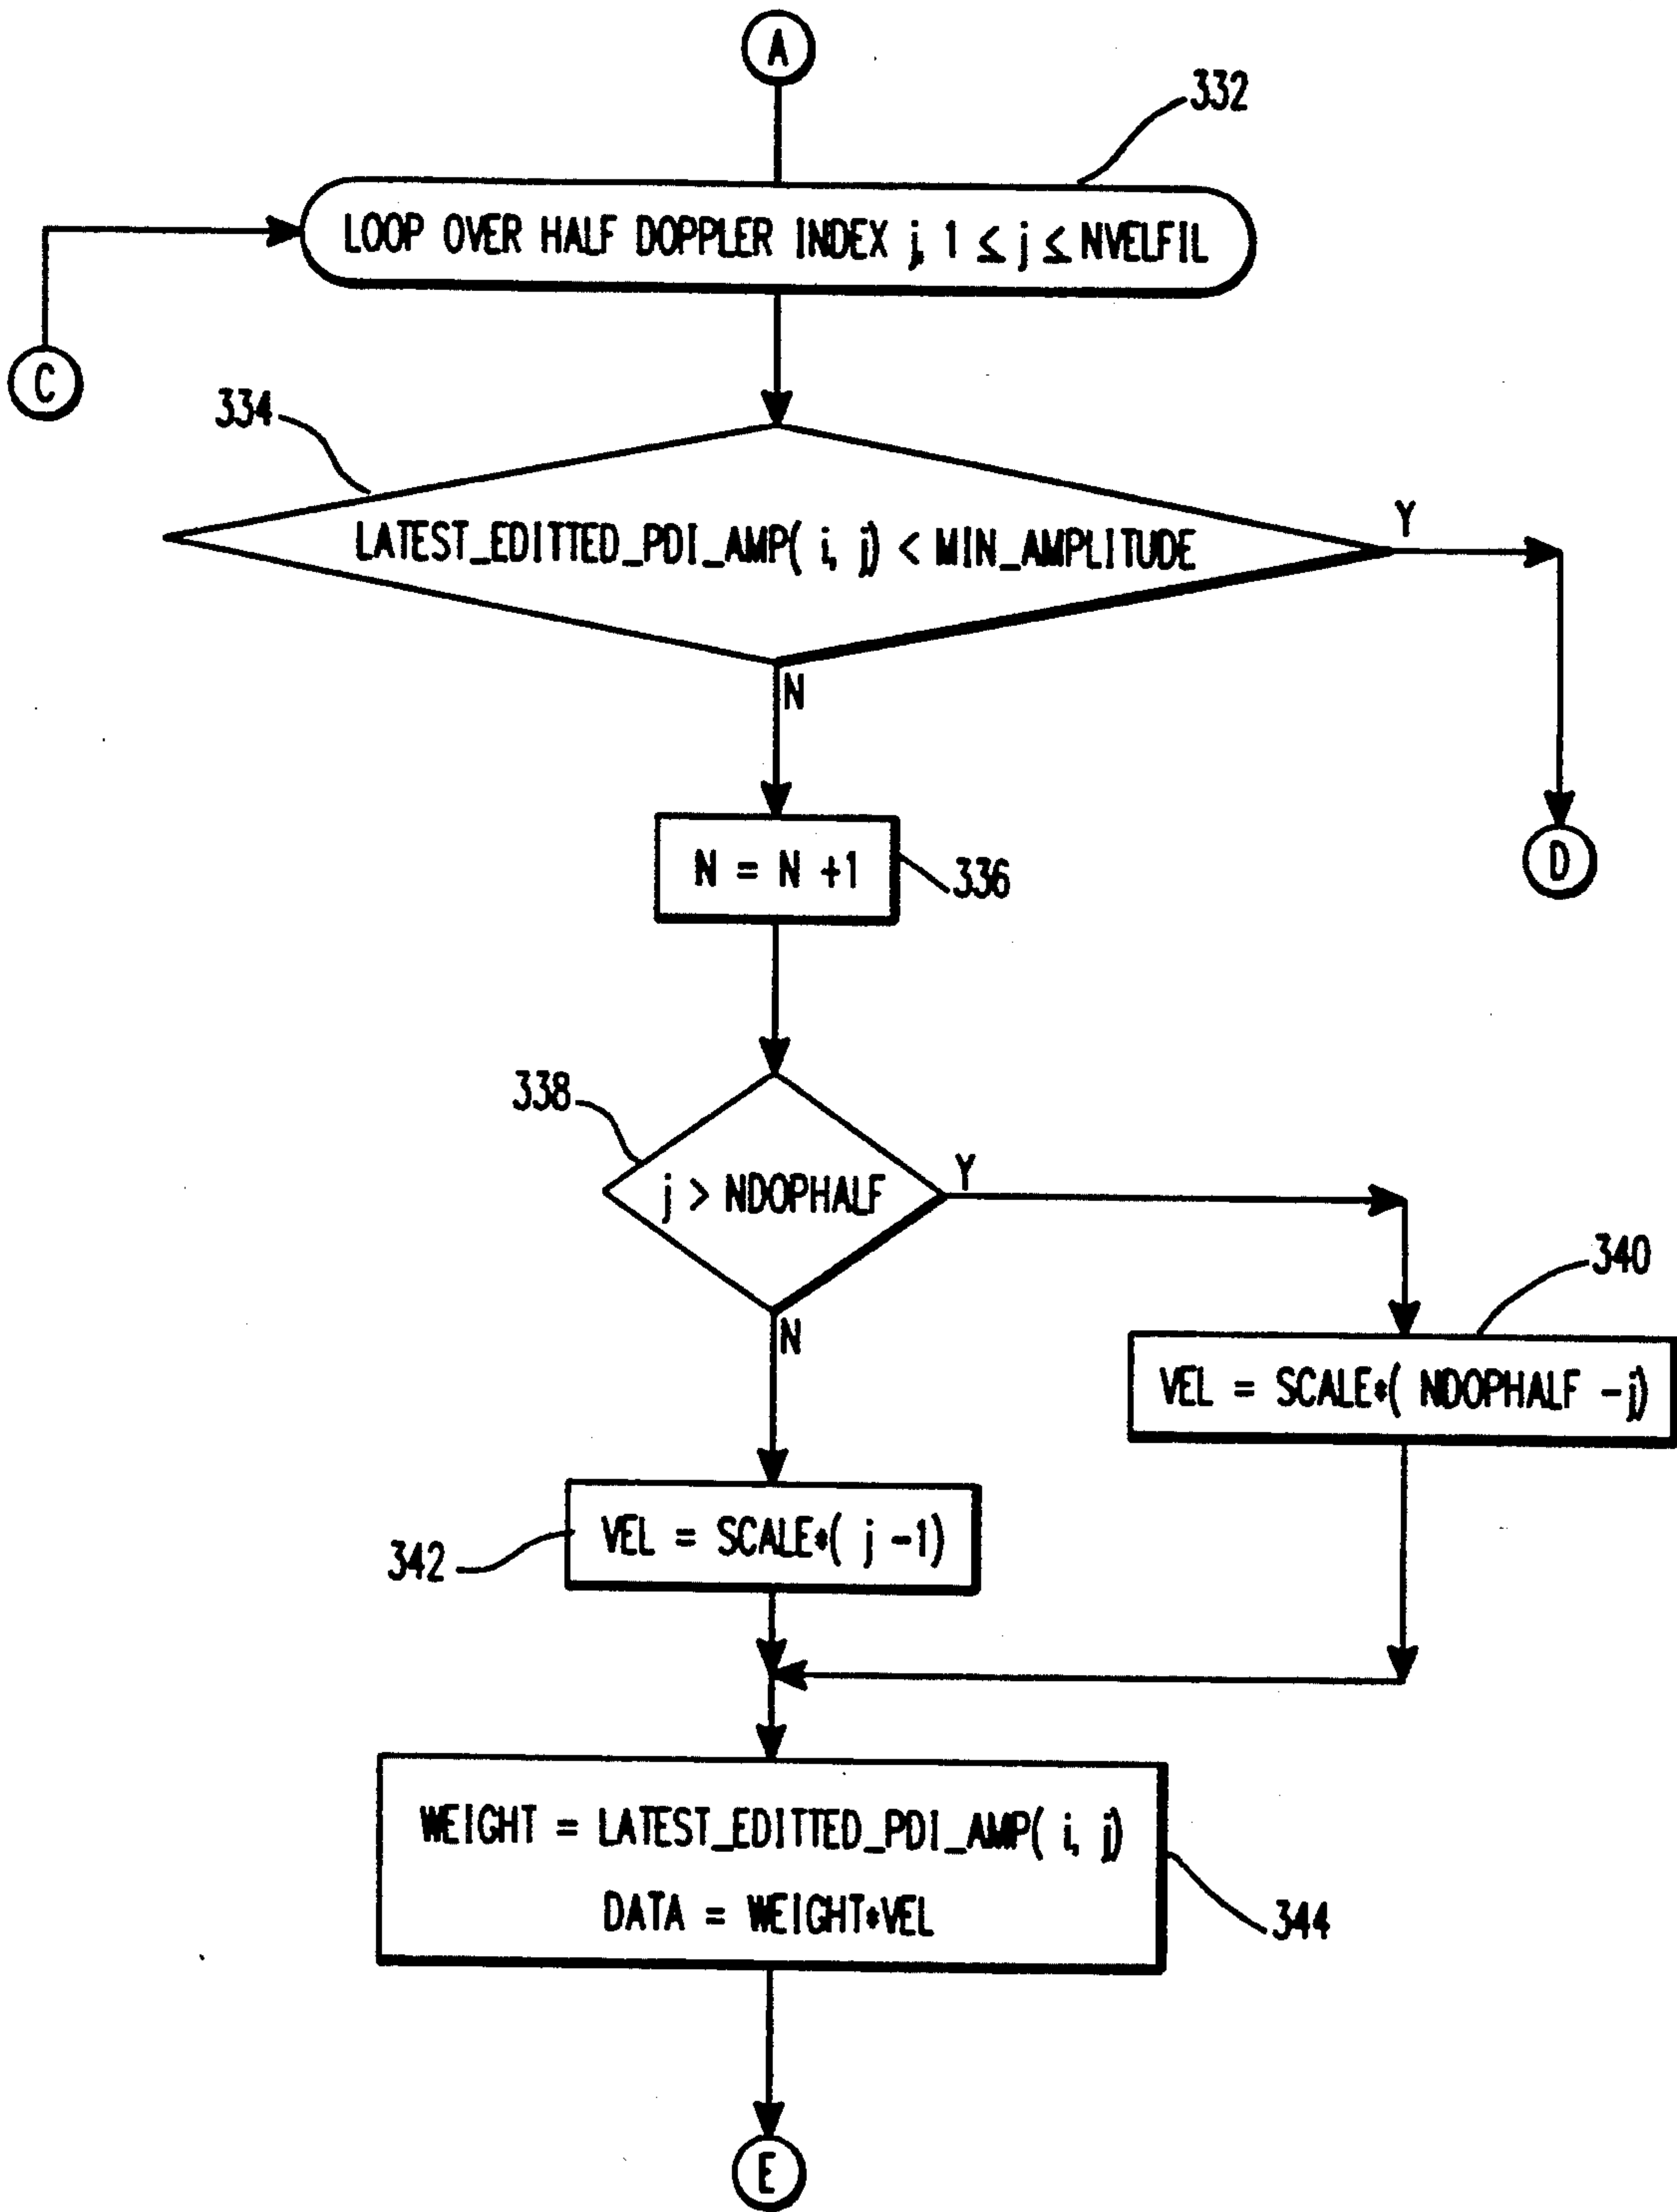 A
332
LOOP OVER HALF DOPPLER INDEX j, 1 ≤ j ≤ NVELFIL
C
334
LATEST_EDITTED_PDI_AMP( i, j) < MIN_AMPLITUDE
Y
N
D
N = N +1
336
338
j > NDOPHALF
Y
N
340
VEL = SCALE*( NDOPHALF -j)
VEL = SCALE*( j -1)
342
WEIGHT = LATEST_EDITTED_PDI_AMP( i, j)
DATA = WEIGHT*VEL
344
E